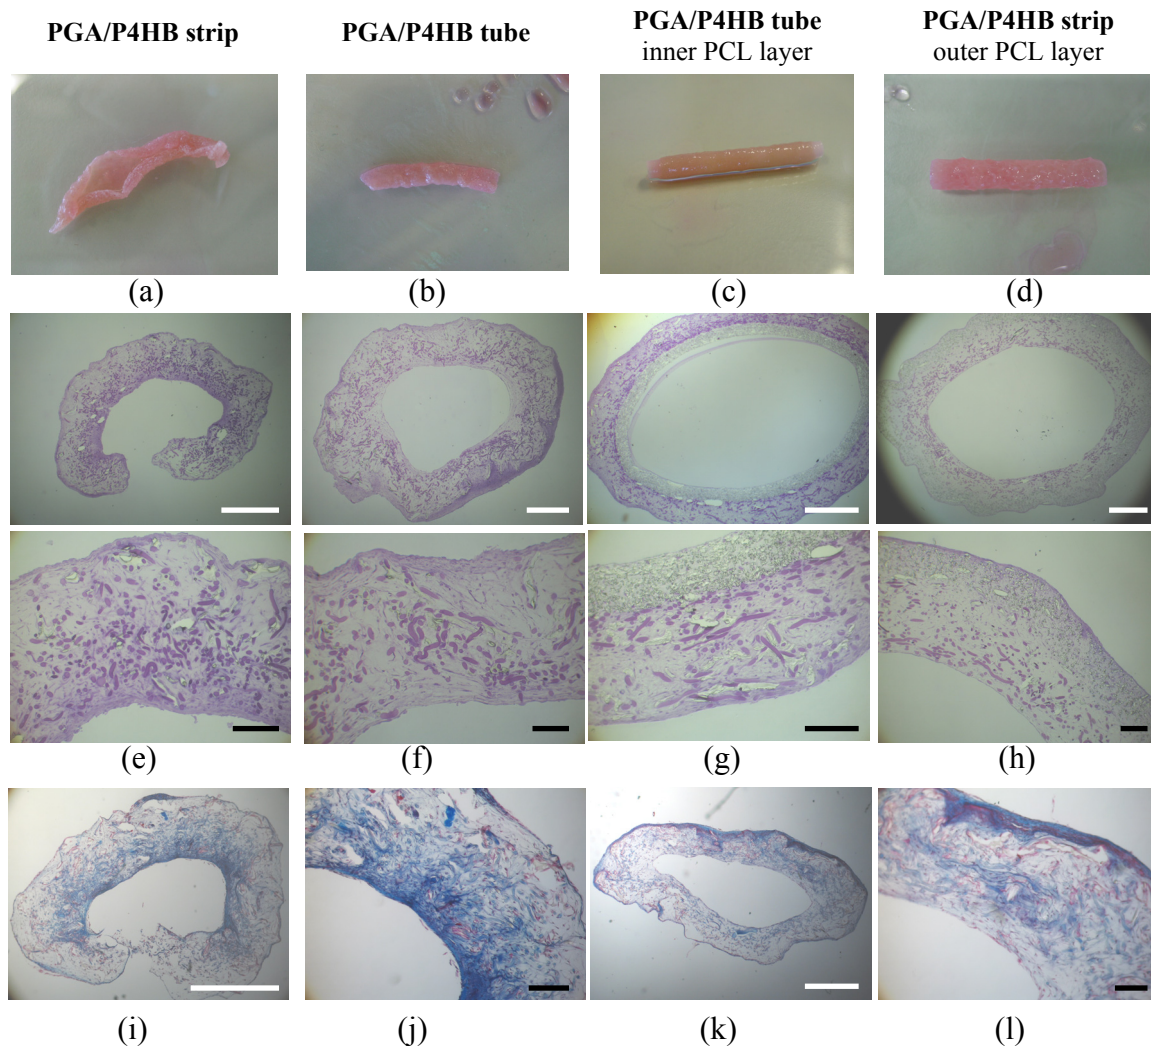 PGA/P4HB strip
PGA/P4HB tube
PGA/P4HB tube
inner PCL layer
PGA/P4HB strip
outer PCL layer
(a)
(b)
(c)
(d)
(e)
(f)
(g)
(h)
(i)
(j)
(k)
(l)